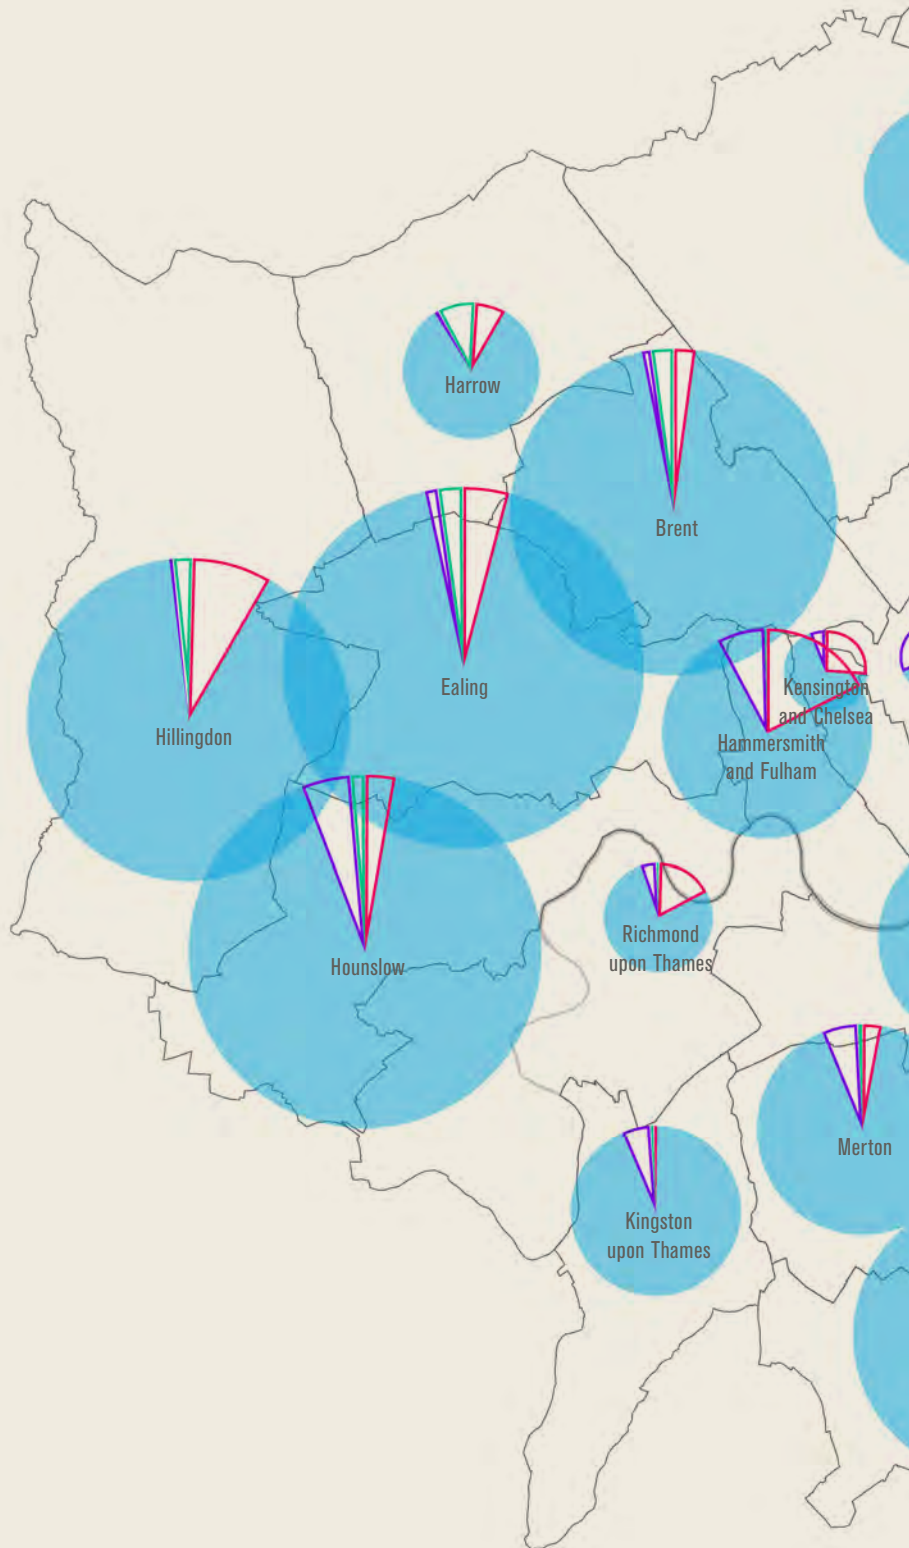 Harrow
Brent
Ealing
Kensington
and Chelsea
Hillingdon
Hammersmith
and Fulham
Richmond
upon Thames
Hounslow
Merton
Kingston
upon Thames